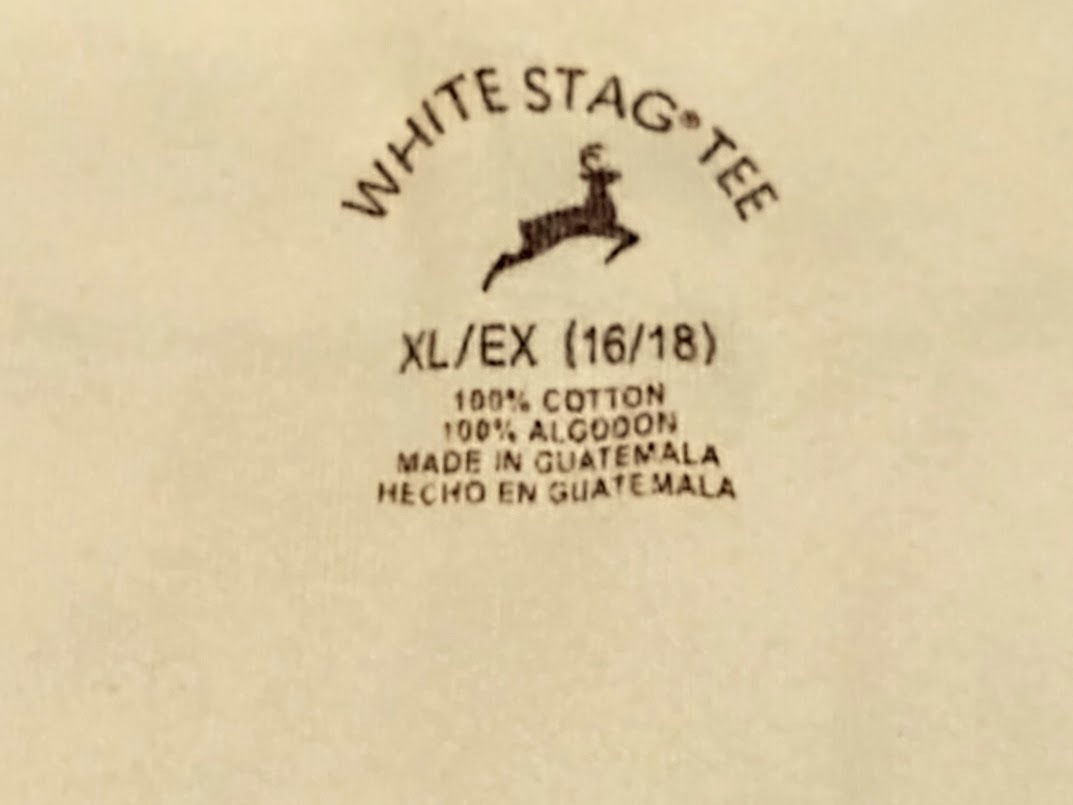 WHITE STAG® TEE
XL/EX (16/18)
100% COTTON
100% ALGODON
MADE IN GUATEMALA
HECHO EN GUATEMALA